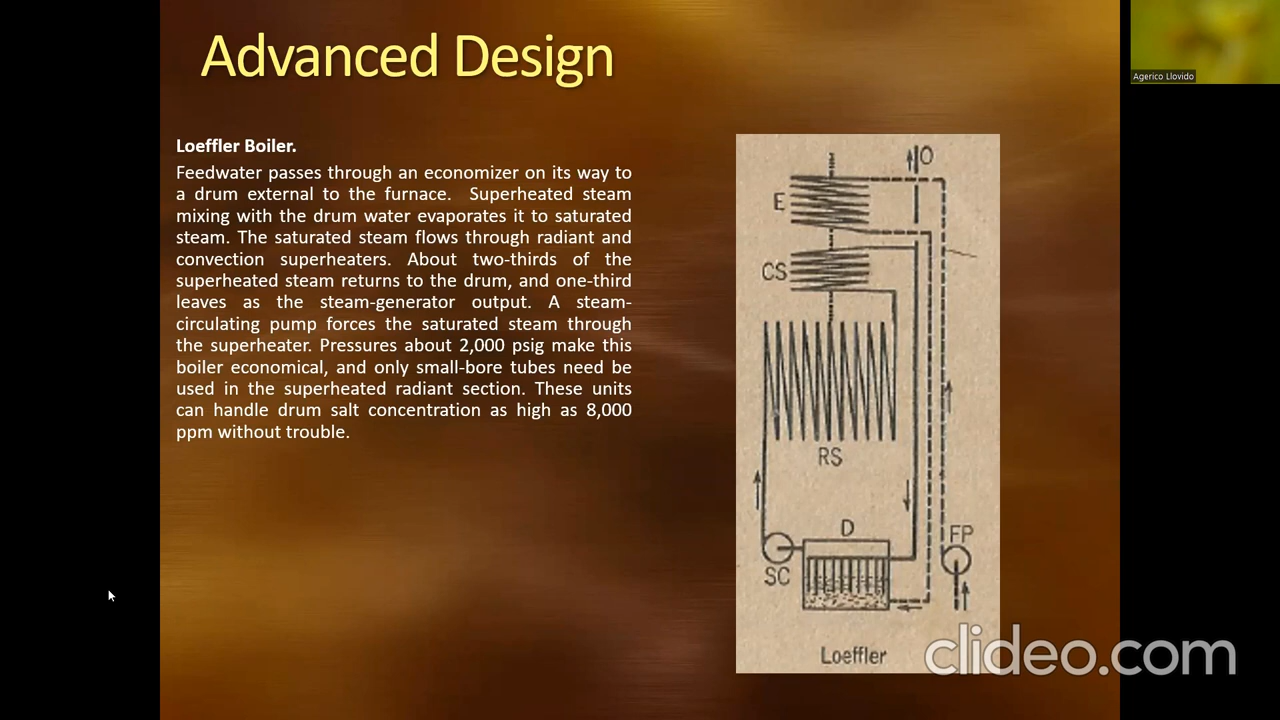 Advanced Design
Agerico Llovido
Loeffler Boiler.
Feedwater passes through an economizer on its way to
a drum external to the furnace. Superheated steam
mixing with the drum water evaporates it to saturated
steam. The saturated steam flows through radiant and
convection superheaters. About two-thirds of the
superheated steam returns to the drum, and one-third
leaves as the steam-generator output. A steam-
circulating pump forces the saturated steam through
the superheater. Pressures about 2,000 psig make this
boiler economical, and only small-bore tubes need be
used in the superheated radiant section. These units
can handle drum salt concentration as high as 8,000
ppm without trouble.
O
E
CS
RS
D
FP
SC
Loeffler
clideo.com